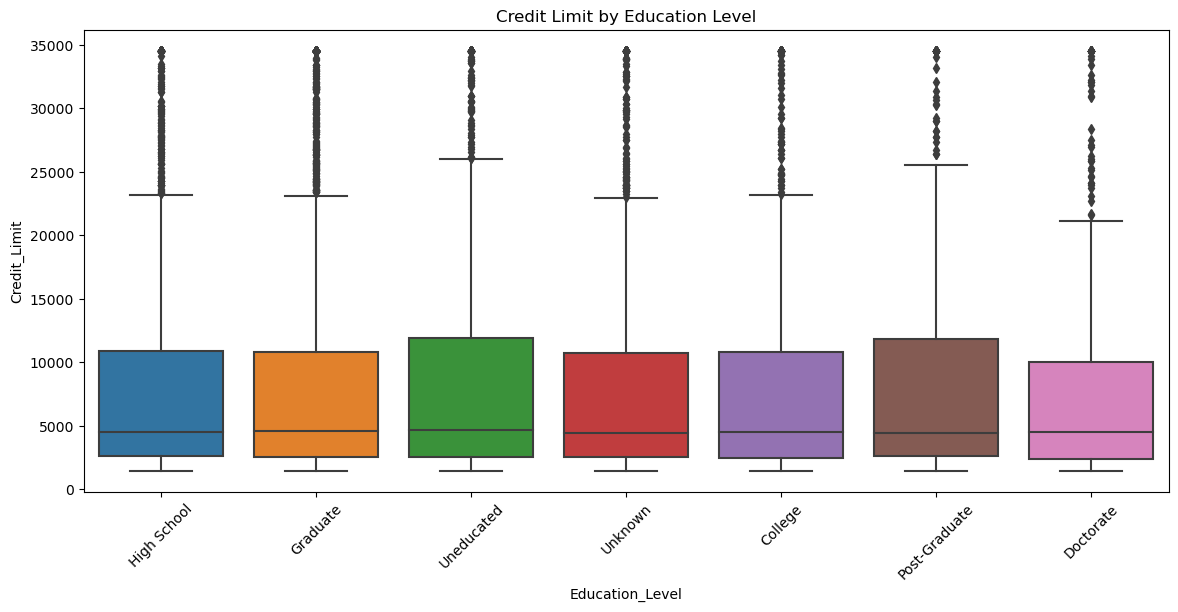 Credit Limit by Education Level
35000
30000
25000
20000
15000
10000
5000
0
Credit_Limit
High School
Graduate
Uneducated
Unknown
College
Post-Graduate
Doctorate
Education_Level